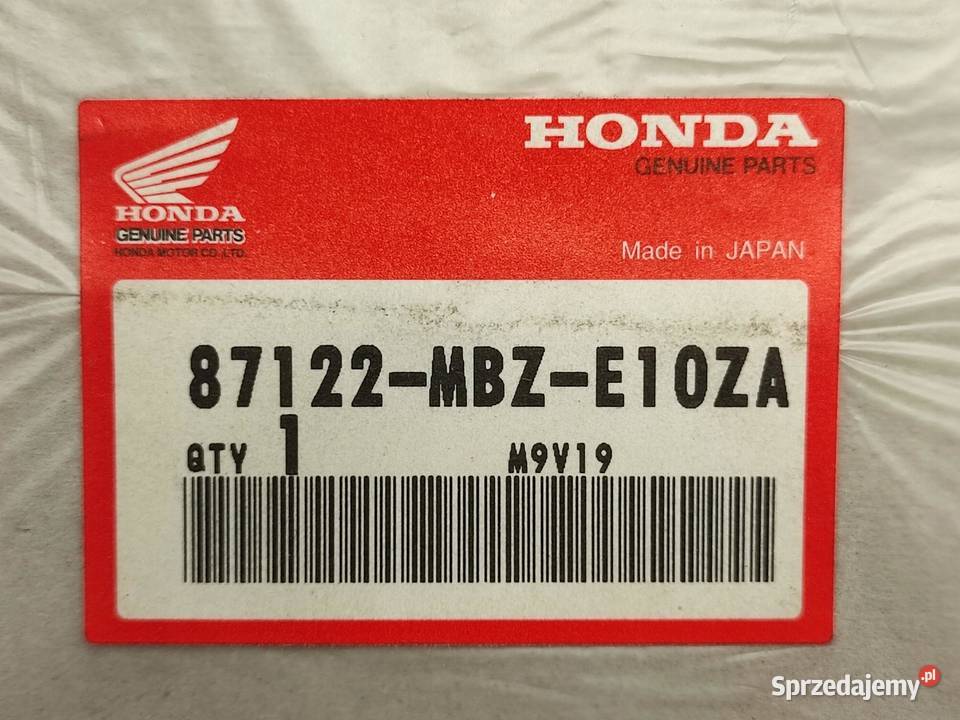 HONDA
GENUINE PARTS
HONDA
GENUINE PARTS
HONDA MOTOR CO.,LTD.
Made in JAPAN
87122-MBZ-E10ZA
QTY 1 M9V19
Sprzedajemy.pl